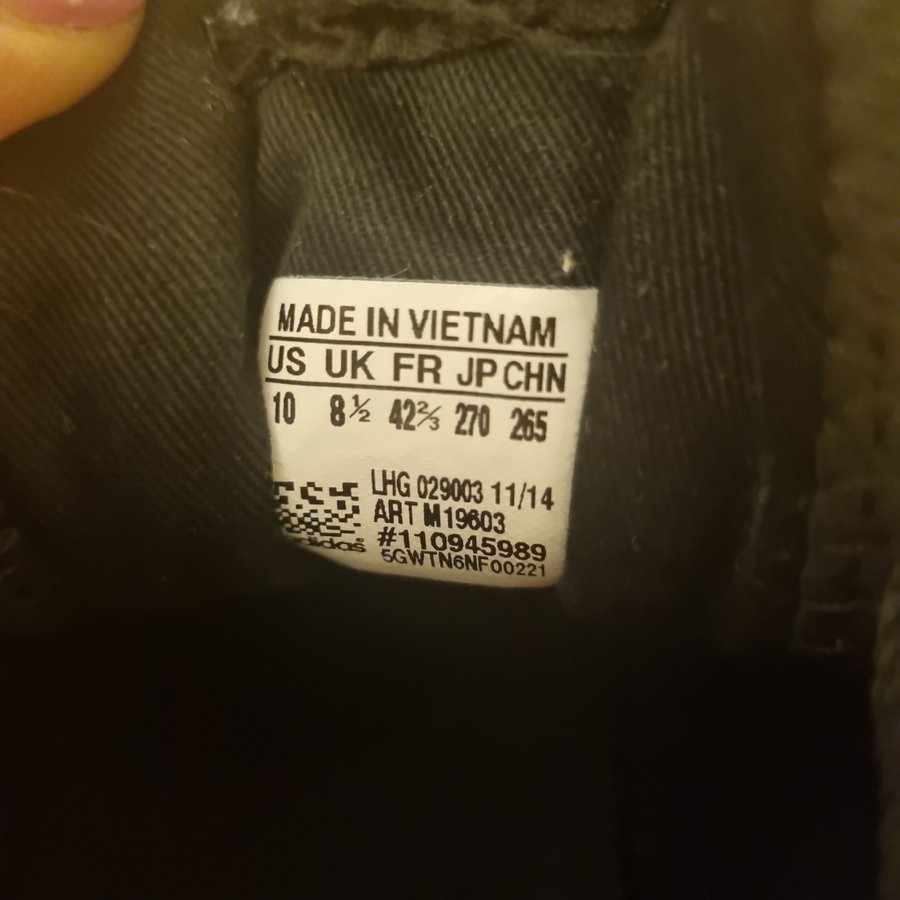 MADE IN VIETNAM
US UK FR JP CHN
10 8½ 42⅔ 270 265
LHG 029003 11/14
ART M19603
#110945989
adidas® 5GWTN6NF00221